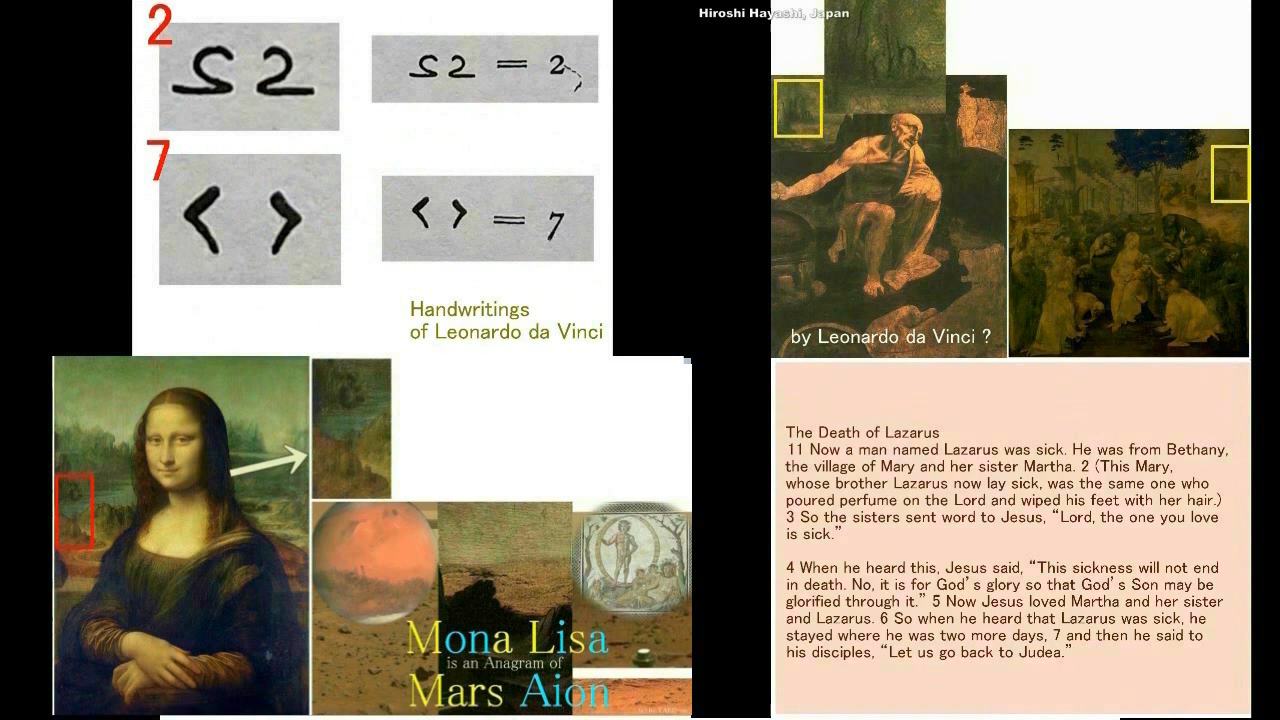 Hiroshi Hayashi, Japan
2
2 2
2 2 = 2
7
< >
< > = 7
Handwritings
of Leonardo da Vinci
by Leonardo da Vinci ?
Mona Lisa
is an Anagram of
Mars Aion
The Death of Lazarus
11 Now a man named Lazarus was sick. He was from Bethany,
the village of Mary and her sister Martha. 2 (This Mary,
whose brother Lazarus now lay sick, was the same one who
poured perfume on the Lord and wiped his feet with her hair.)
3 So the sisters sent word to Jesus, “Lord, the one you love
is sick.”
4 When he heard this, Jesus said, “This sickness will not end
in death. No, it is for God’s glory so that God’s Son may be
glorified through it.” 5 Now Jesus loved Martha and her sister
and Lazarus. 6 So when he heard that Lazarus was sick, he
stayed where he was two more days, 7 and then he said to
his disciples, “Let us go back to Judea.”